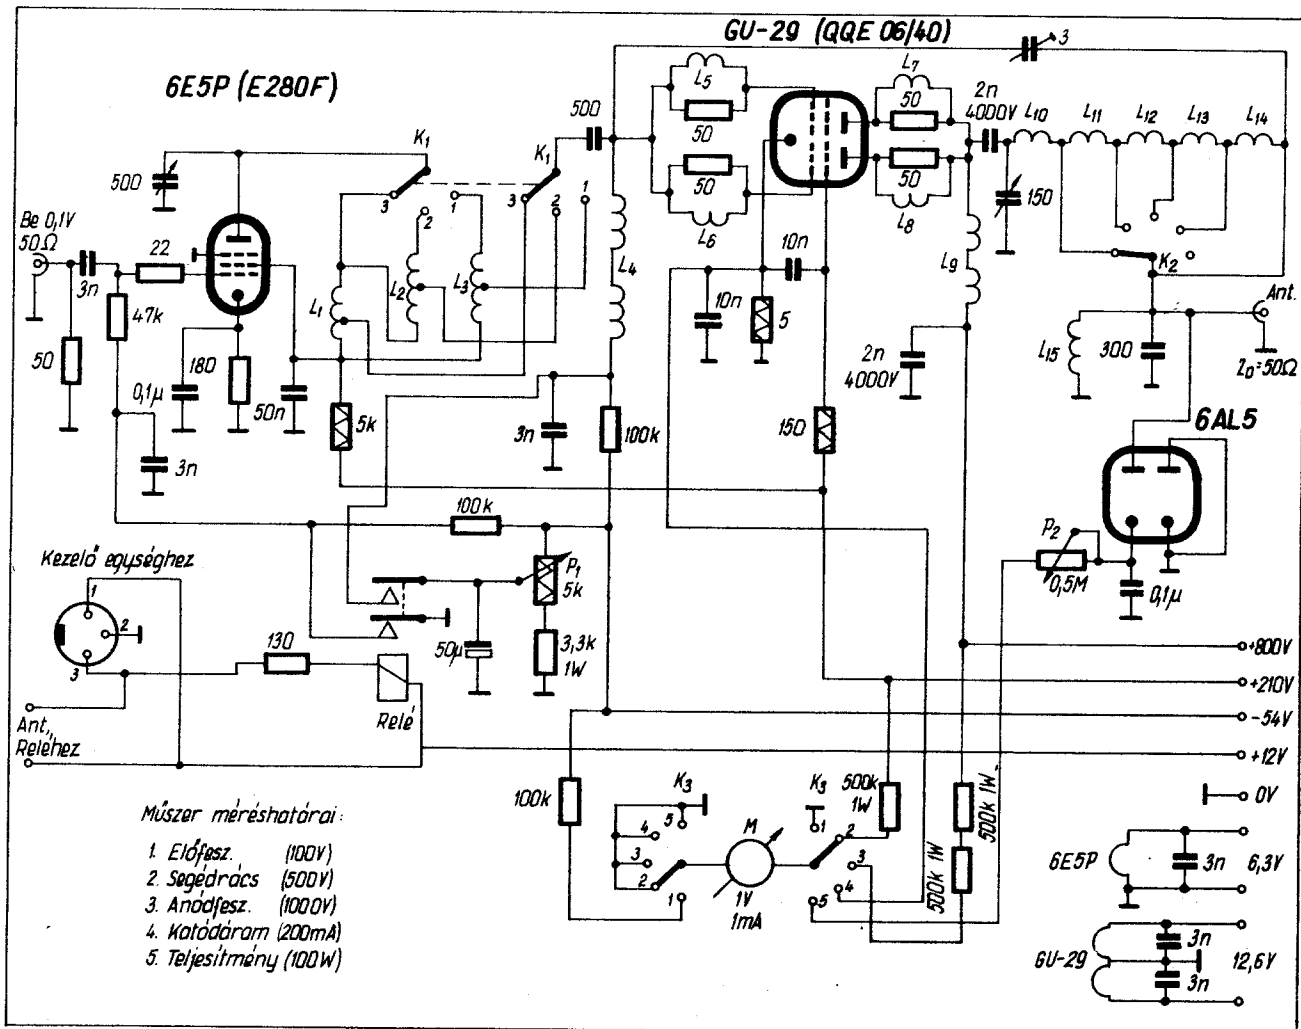 GU-29 (QQE 06/40)
6E5P (E280F)
3
L5
50
50
L6
L7
50
50
L8
2n
4000V
L10
L11
L12
L13
L14
500
K1
K1
500
3
2
1
3
2
1
150
K2
Be 0,1V
50Ω
3n
22
47k
50
0,1µ
180
50n
3n
L1
L2
L3
L4
5k
3n
100k
10n
10n
5
150
L9
2n
4000V
L15
300
Ant.
Z0=50Ω
6AL5
P2
0,5M
0,1µ
100k
P1
5k
3,3k
1W
50µ
Kezelő egységhez
1
2
3
130
Relé
Ant.,
Reléhez
+800V
+210V
-54V
+12V
0V
100k
K3
5
4
3
2
1
M
1V
1mA
K3
1
2
3
4
5
500k
1W
500k 1W
500k 1W
6E5P
3n
6,3V
GU-29
3n
3n
12,6V
Műszer méréshatárai:
1. Előfesz. (100V)
2. Segédrács (500V)
3. Anódfesz. (1000V)
4. Katódáram (200mA)
5. Teljesítmény (100W)